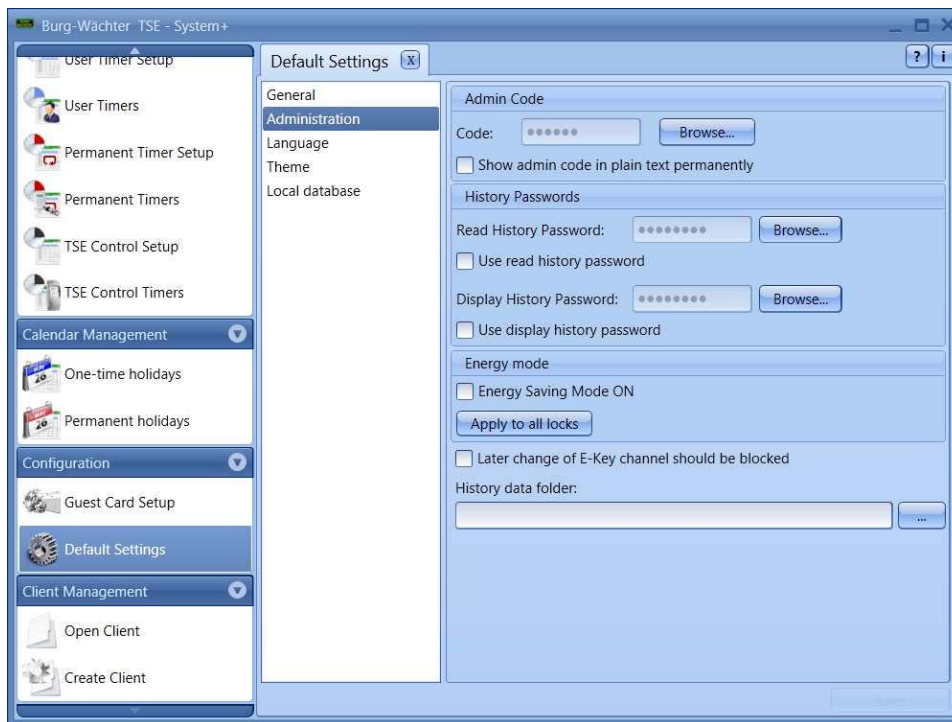 Burg-Wächter TSE - System+
User Timer Setup
User Timers
Permanent Timer Setup
Permanent Timers
TSE Control Setup
TSE Control Timers
Calendar Management
One-time holidays
Permanent holidays
Configuration
Guest Card Setup
Default Settings
Client Management
Open Client
Create Client
Default Settings X
? i
General
Administration
Language
Theme
Local database
Admin Code
Code: ●●●●●● Browse...
Show admin code in plain text permanently
History Passwords
Read History Password: ●●●●●●●● Browse...
Use read history password
Display History Password: ●●●●●●●● Browse...
Use display history password
Energy mode
Energy Saving Mode ON
Apply to all locks
Later change of E-Key channel should be blocked
History data folder:
...
Save